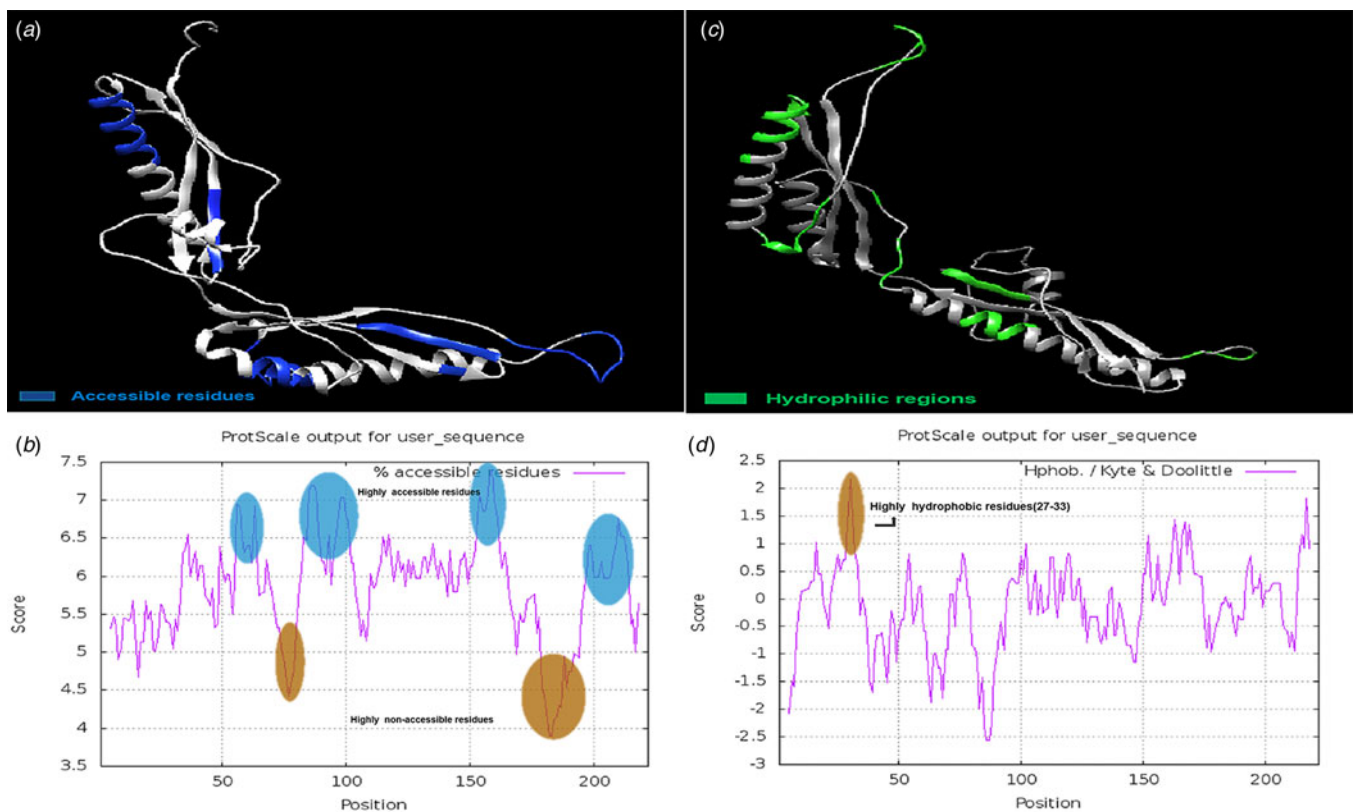 (a)
Accessible residues
(c)
Hydrophilic regions
(b)
ProtScale output for user_sequence
% accessible residues
Highly accessible residues
Highly non-accessible residues
Score
7.5
7
6.5
6
5.5
5
4.5
4
3.5
50
100
150
200
Position
(d)
ProtScale output for user_sequence
Hphob. / Kyte & Doolittle
Highly hydrophobic residues(27-33)
Score
2.5
2
1.5
1
0.5
0
-0.5
-1
-1.5
-2
-2.5
-3
50
100
150
200
Position